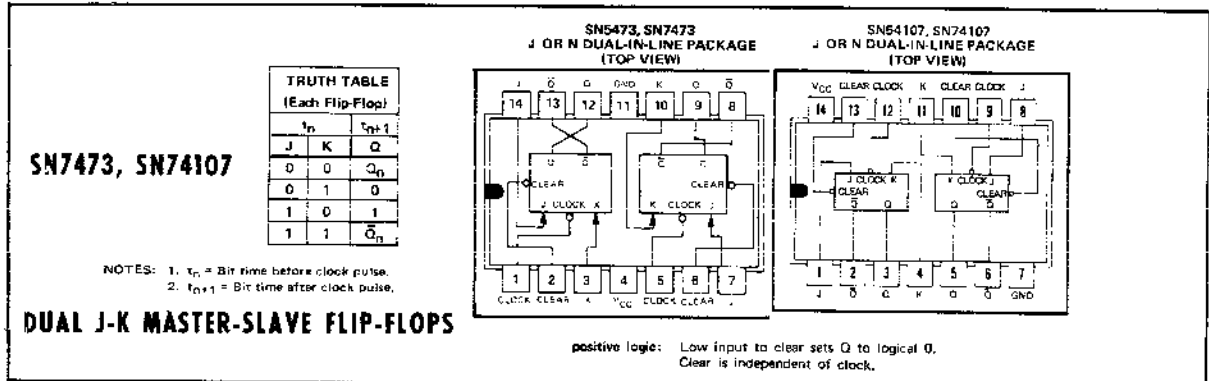 SN7473, SN74107
DUAL J-K MASTER-SLAVE FLIP-FLOPS
TRUTH TABLE
(Each Flip-Flop)
tn tn+1
J K Q
0 0 Qn
0 1 0
1 0 1
1 1 Q̅n
NOTES: 1. tn = Bit time before clock pulse.
2. tn+1 = Bit time after clock pulse.
SN5473, SN7473
J OR N DUAL-IN-LINE PACKAGE
(TOP VIEW)
J Q̅ Q GND K Q Q̅
14 13 12 11 10 9 8
Q Q̅ Q̅ Q
CLEAR CLEAR
J CLOCK K K CLOCK J
1 2 3 4 5 6 7
CLOCK CLEAR K VCC CLOCK CLEAR J
SN54107, SN74107
J OR N DUAL-IN-LINE PACKAGE
(TOP VIEW)
VCC CLEAR CLOCK K CLEAR CLOCK J
14 13 12 11 10 9 8
J CLOCK K K CLOCK J
CLEAR CLEAR
Q̅ Q Q Q̅
1 2 3 4 5 6 7
J Q̅ Q K Q Q̅ GND
positive logic: Low input to clear sets Q to logical 0.
Clear is independent of clock.